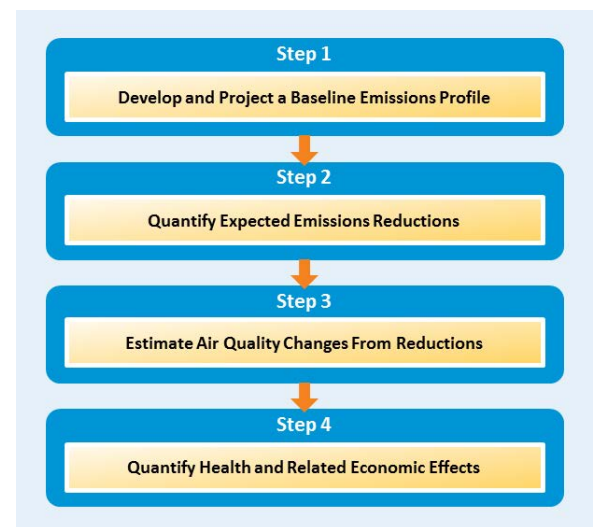 Step 1
Develop and Project a Baseline Emissions Profile
Step 2
Quantify Expected Emissions Reductions
Step 3
Estimate Air Quality Changes From Reductions
Step 4
Quantify Health and Related Economic Effects